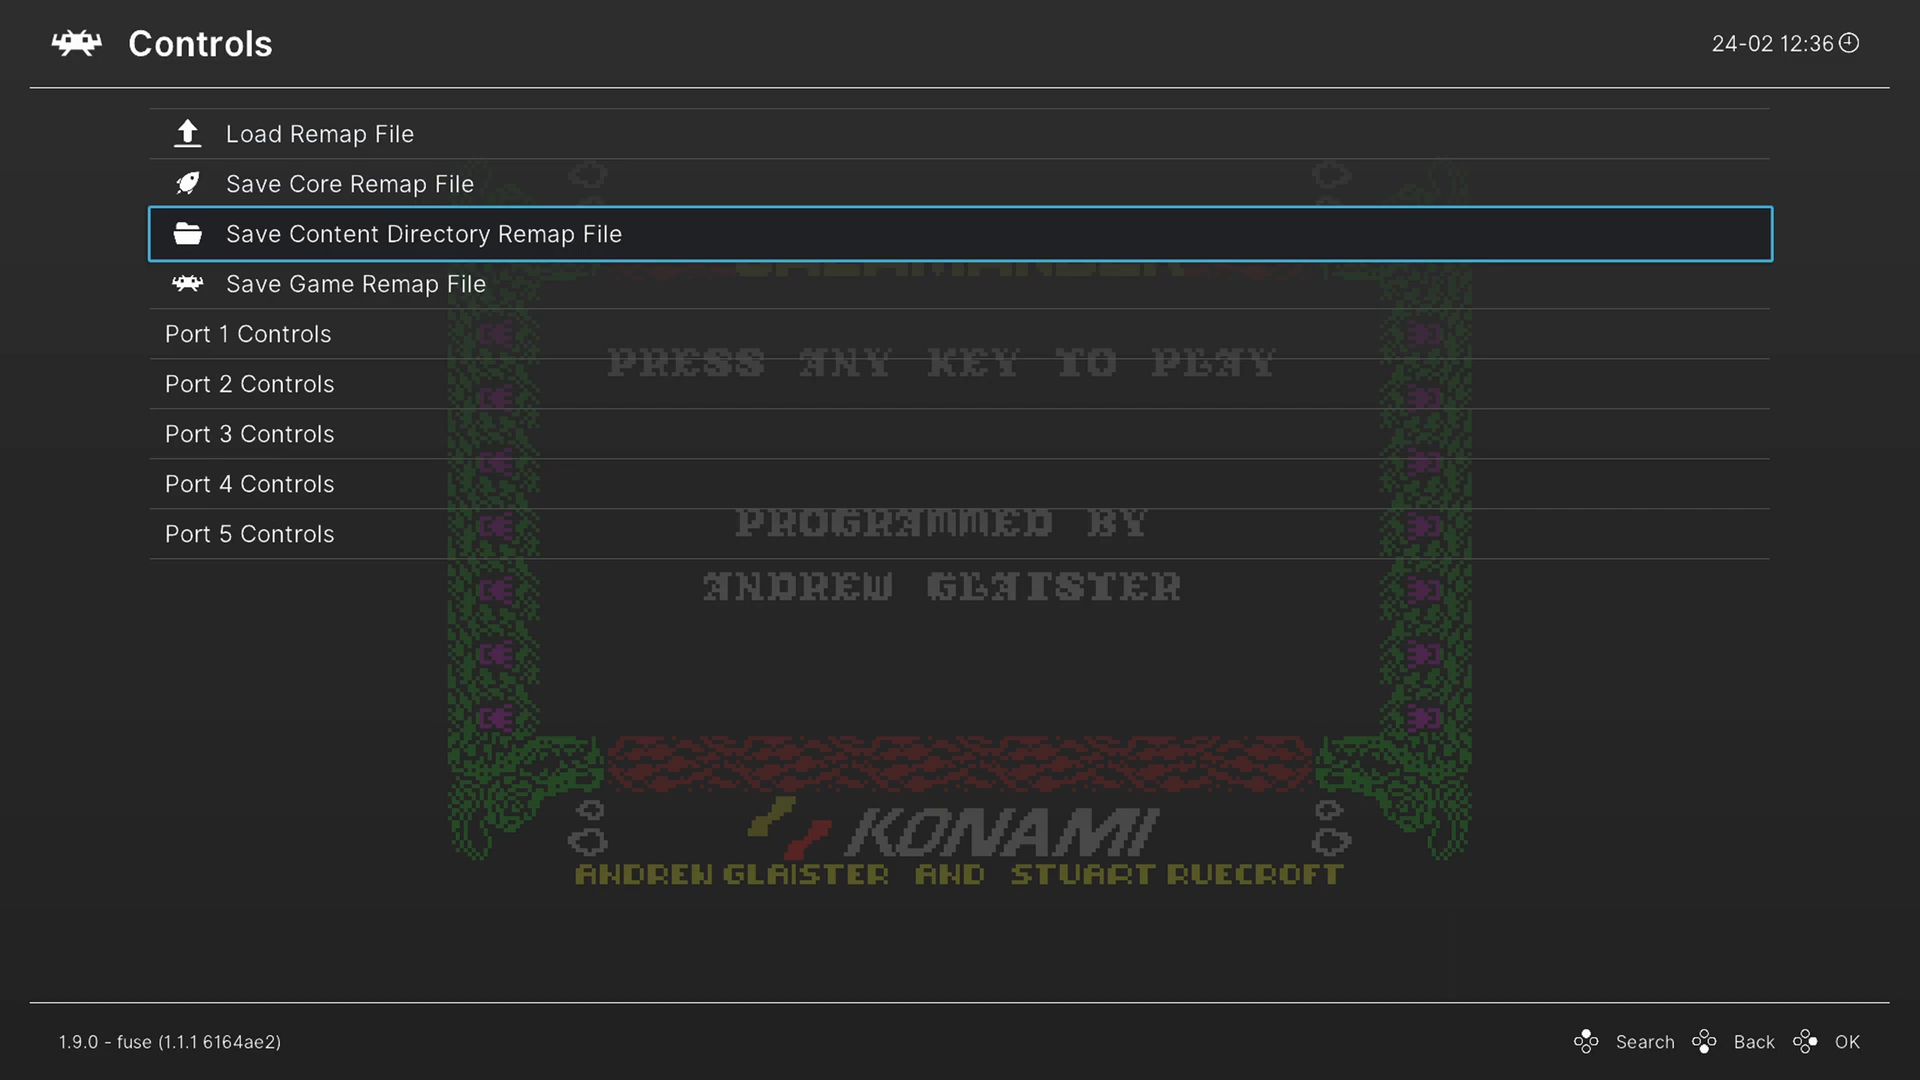 Controls
24-02 12:36
Load Remap File
Save Core Remap File
Save Content Directory Remap File
SALAMANDER
Save Game Remap File
Port 1 Controls
PRESS ANY KEY TO PLAY
Port 2 Controls
Port 3 Controls
Port 4 Controls
PROGRAMMED BY
Port 5 Controls
ANDREW GLAISTER
KONAMI
ANDREW GLAISTER AND STUART RUECROFT
1.9.0 - fuse (1.1.1 6164ae2)
Search Back OK